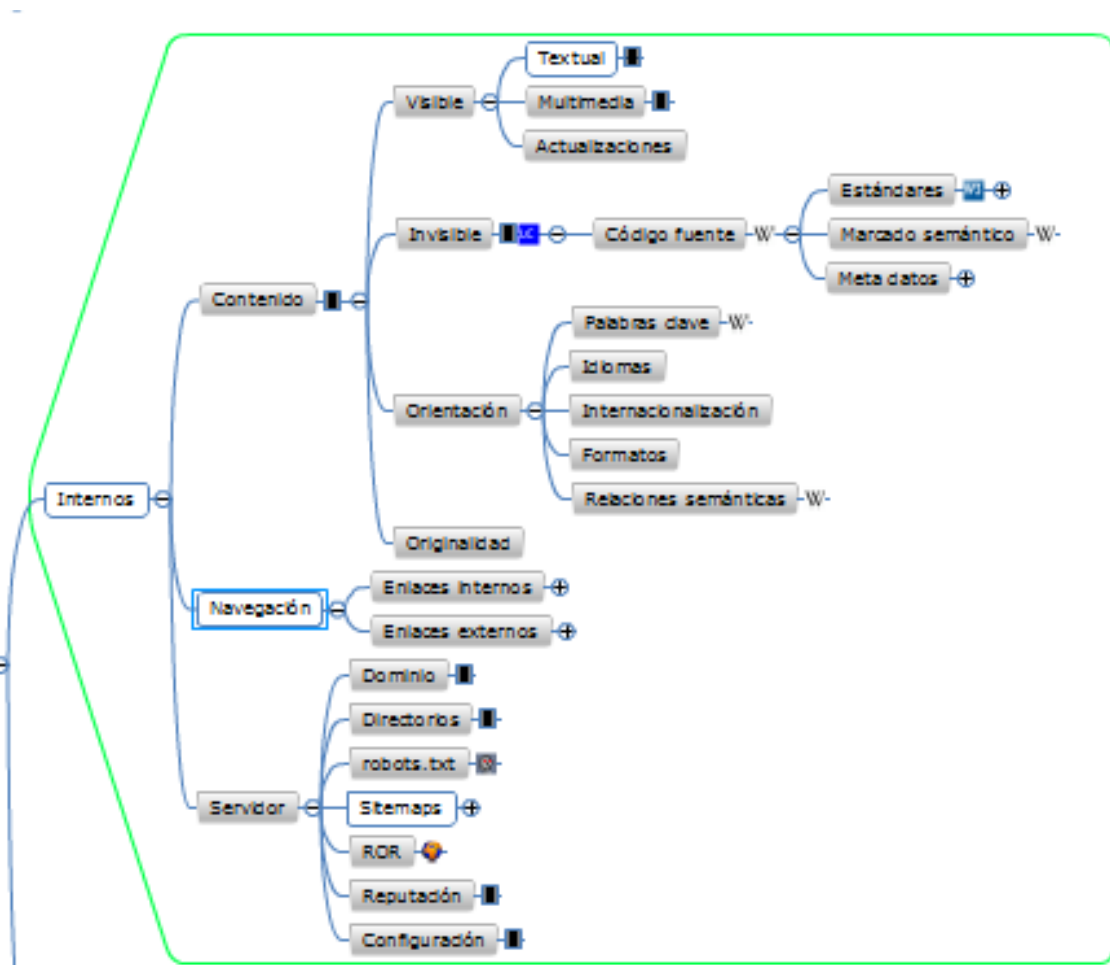 Textual
Visible
Multimedia
Actualizaciones
Estándares
Invisible
Código fuente
W
Marcado semántico
W
Meta datos
Contenido
Palabras clave
W
Idiomas
Orientación
Internacionalización
Formatos
Internos
Relaciones semánticas
W
Originalidad
Enlaces internos
Navegación
Enlaces externos
Dominio
Directorios
robots.txt
Servidor
Sitemaps
ROR
Reputación
Configuración